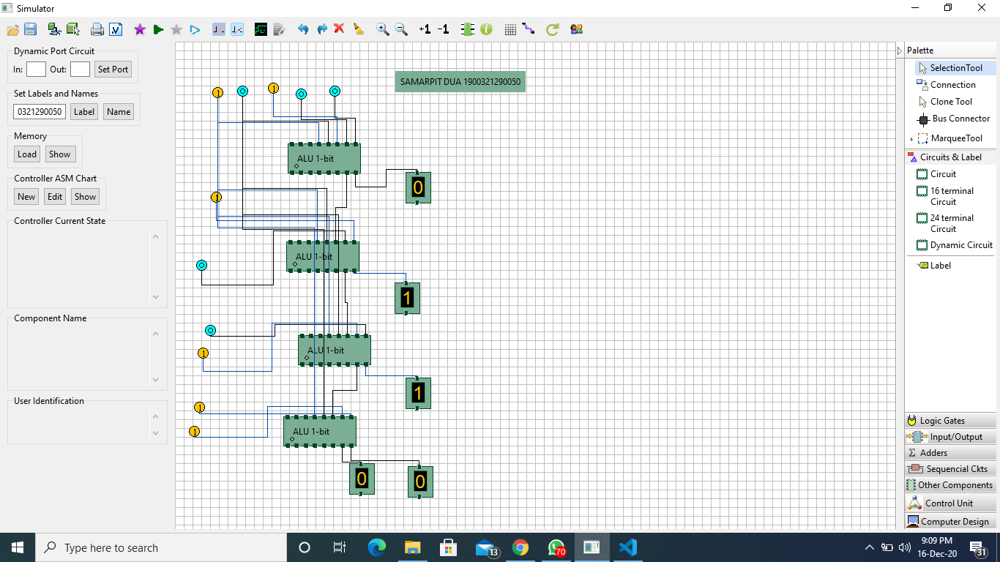 Simulator
+1 -1
Dynamic Port Circuit
In: Out: Set Port
Set Labels and Names
0321290050 Label Name
Memory
Load Show
Controller ASM Chart
New Edit Show
Controller Current State
Component Name
User Identification
SAMARPIT DUA 1900321290050
1
1
ALU 1-bit
0
1
ALU 1-bit
1
ALU 1-bit
1
1
1
ALU 1-bit
1
0
0
Palette
SelectionTool
Connection
Clone Tool
Bus Connector
MarqueeTool
Circuits & Label
Circuit
16 terminal
Circuit
24 terminal
Circuit
Dynamic Circuit
Label
Logic Gates
Input/Output
Adders
Sequencial Ckts
Other Components
Control Unit
Computer Design
Type here to search
13
70
9:09 PM
16-Dec-20
31